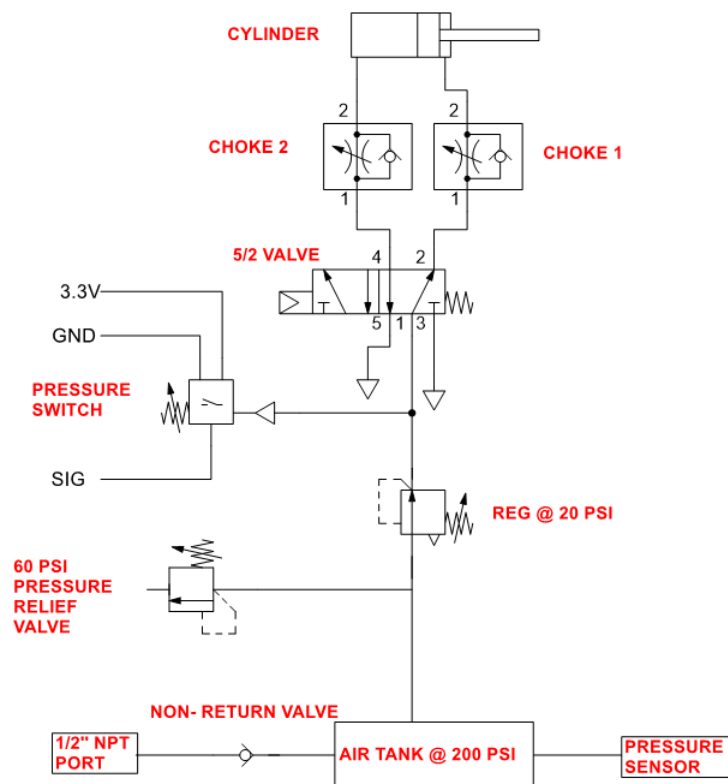 CYLINDER
2
2
CHOKE 2
CHOKE 1
1
1
5/2 VALVE
4
2
3.3V
5
1
3
GND
PRESSURE
SWITCH
SIG
REG @ 20 PSI
60 PSI
PRESSURE
RELIEF
VALVE
NON- RETURN VALVE
1/2" NPT
PORT
AIR TANK @ 200 PSI
PRESSURE
SENSOR